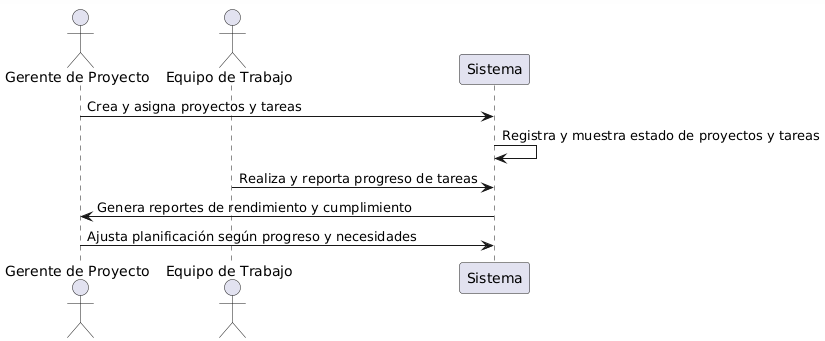 Gerente de Proyecto
Equipo de Trabajo
Sistema
Crea y asigna proyectos y tareas
Registra y muestra estado de proyectos y tareas
Realiza y reporta progreso de tareas
Genera reportes de rendimiento y cumplimiento
Ajusta planificación según progreso y necesidades
Gerente de Proyecto
Equipo de Trabajo
Sistema